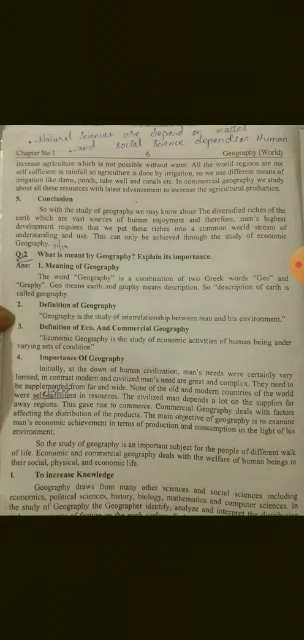 . Natural Sciences are depend on matter
. and Social Science depend on Human
Chapter No 1 6 Geography (World)
increase agriculture which is not possible without water. All the world regions are not
self sufficient is rainfall so agriculture is done by irrigation, so we use different means of
irrigation like dams, ponds, tube well and canals etc. In commercial geography we study
about all these resources with latest advancement to increase the agricultural production.
5. Conclusion
So with the study of geography we may know about The diversified riches of the
earth which are vast sources of human enjoyment and therefore, men's highest
development requires that we put these riches into a common world stream of
understanding and use. This can only be achieved through the study of economic
Geography.
Q:2 What is meant by Geography? Explain its importance.
Ans: 1. Meaning of Geography
The word "Geography" is a combination of two Greek words "Geo" and
"Graphy". Geo means earth and graphy means description. So "description of earth is
called geography
2. Definition of Geography
"Geography is the study of interrelationship between man and his environment."
3. Definition of Eco. And Commercial Geography
"Economic Geography is the study of economic activities of human being under
varying sets of condition"
4. Importance Of Geography
Initially, at the down of human civilization, man's needs were certainly very
limited, in contrast modern and civilized man's need are great and complex. They need to
be supplemented from far and wide. None of the old and modern countries of the world
were self sufficient in resources. The civilized man depends a lot on the supplies far
away regions. This gave rise to commerce. Commercial Geography deals with factors
affecting the distribution of the products. The main objective of geography is to examine
man's economic achievement in terms of production and consumption in the light of his
environment.
So the study of geography is an important subject for the people of different walk
of life. Economic and commercial geography deals with the welfare of human beings in
their social, physical, and economic life.
i. To increase Knowledge
Geography draws from many other sciences and social sciences including
economics, political sciences, history, biology, mathematics and computer sciences. In
the study of Geography the Geographer identify, analyze and interpret the distribution